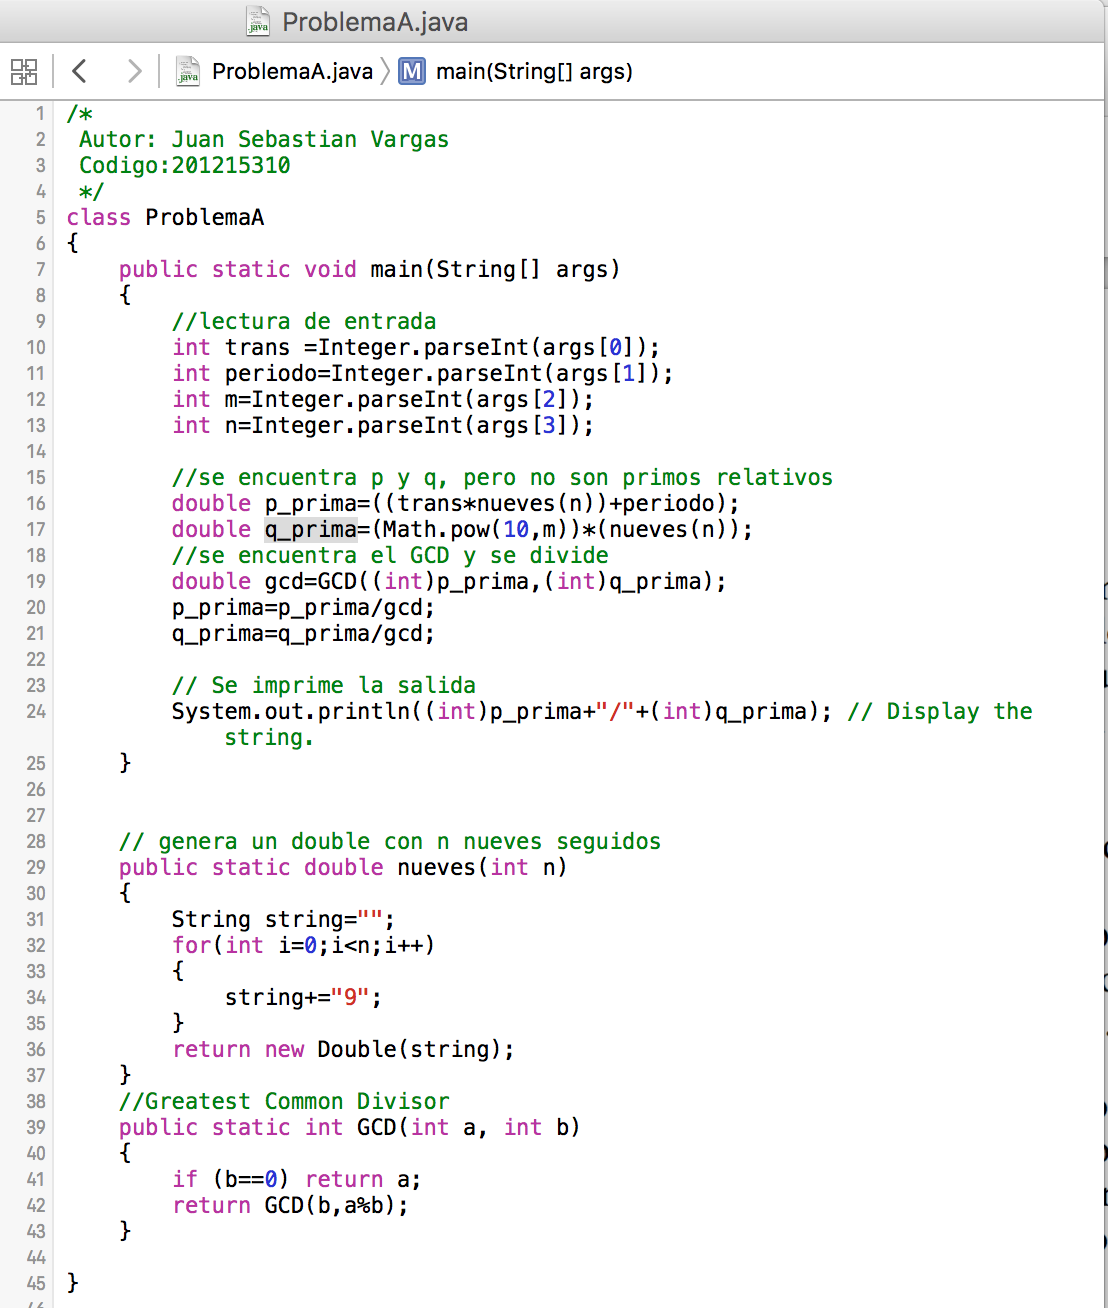 ProblemaA.java
ProblemaA.java 〉 M main(String[] args)
1 /*
2 Autor: Juan Sebastian Vargas
3 Codigo:201215310
4 */
5 class ProblemaA
6 {
7 public static void main(String[] args)
8 {
9 //lectura de entrada
10 int trans =Integer.parseInt(args[0]);
11 int periodo=Integer.parseInt(args[1]);
12 int m=Integer.parseInt(args[2]);
13 int n=Integer.parseInt(args[3]);
14
15 //se encuentra p y q, pero no son primos relativos
16 double p_prima=((trans*nueves(n))+periodo);
17 double q_prima=(Math.pow(10,m))*(nueves(n));
18 //se encuentra el GCD y se divide
19 double gcd=GCD((int)p_prima,(int)q_prima);
20 p_prima=p_prima/gcd;
21 q_prima=q_prima/gcd;
22
23 // Se imprime la salida
24 System.out.println((int)p_prima+"/"+(int)q_prima); // Display the
string.
25 }
26
27
28 // genera un double con n nueves seguidos
29 public static double nueves(int n)
30 {
31 String string="";
32 for(int i=0;i<n;i++)
33 {
34 string+="9";
35 }
36 return new Double(string);
37 }
38 //Greatest Common Divisor
39 public static int GCD(int a, int b)
40 {
41 if (b==0) return a;
42 return GCD(b,a%b);
43 }
44
45 }